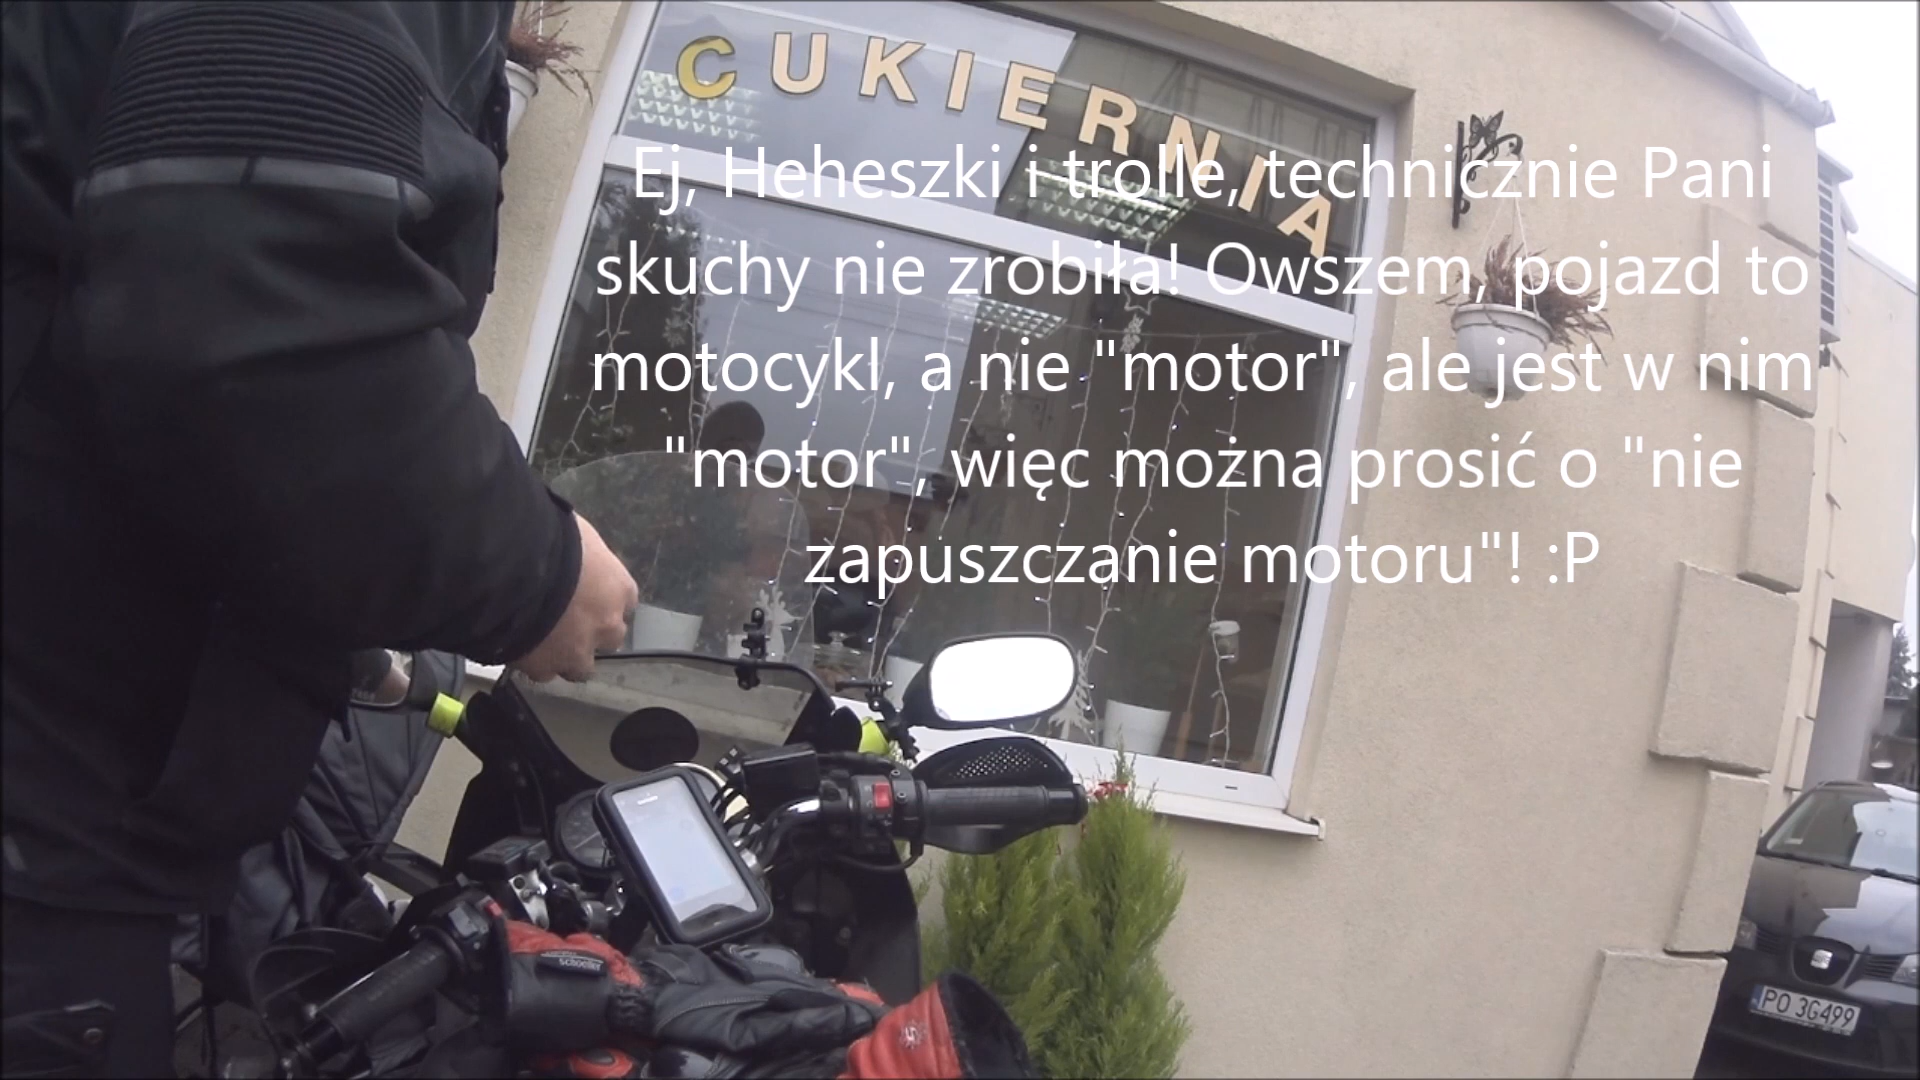 CUKIERNIA
Ej, Heheszki i trolle, technicznie Pani
skuchy nie zrobiła! Owszem, pojazd to
motocykl, a nie "motor", ale jest w nim
"motor", więc można prosić o "nie
zapuszczanie motoru"! :P
schoeller
PO 3G499